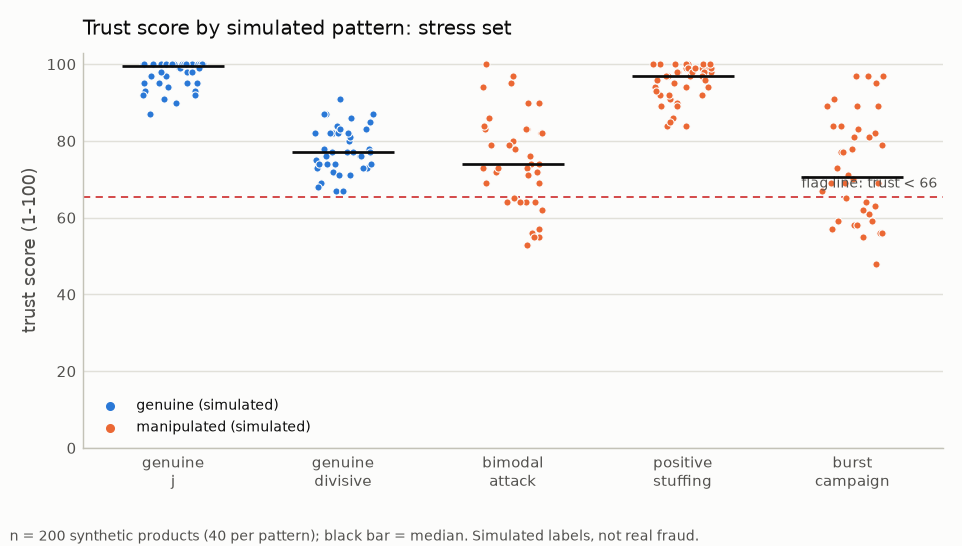 Trust score by simulated pattern: stress set
trust score (1-100)
100
80
60
40
20
0
flag line: trust < 66
genuine (simulated)
manipulated (simulated)
genuine
j
genuine
divisive
bimodal
attack
positive
stuffing
burst
campaign
n = 200 synthetic products (40 per pattern); black bar = median. Simulated labels, not real fraud.